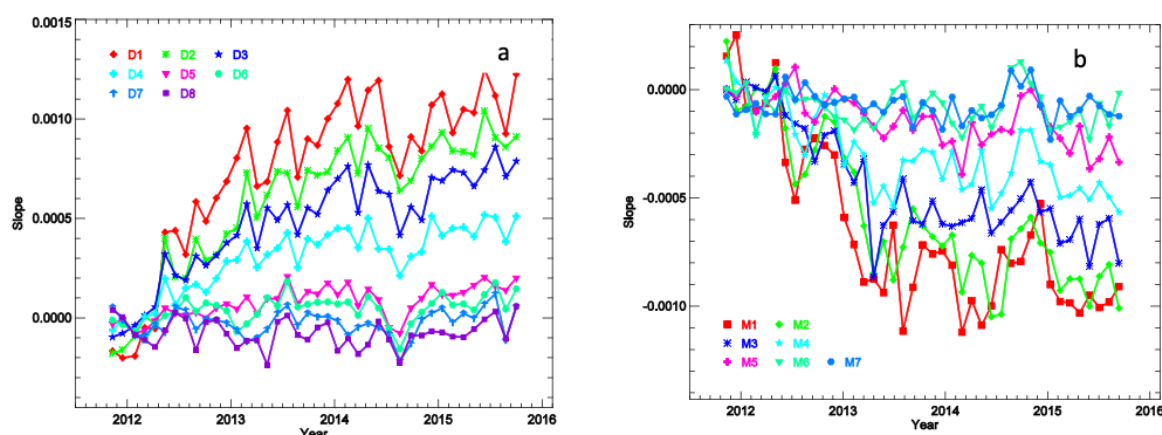 0.0015
0.0010
0.0005
0.0000
Slope
a
D1 D2 D3
D4 D5 D6
D7 D8
2012 2013 2014 2015 2016
Year
b
0.0000
-0.0005
-0.0010
Slope
M1 M2
M3 M4
M5 M6 M7
2012 2013 2014 2015 2016
Year